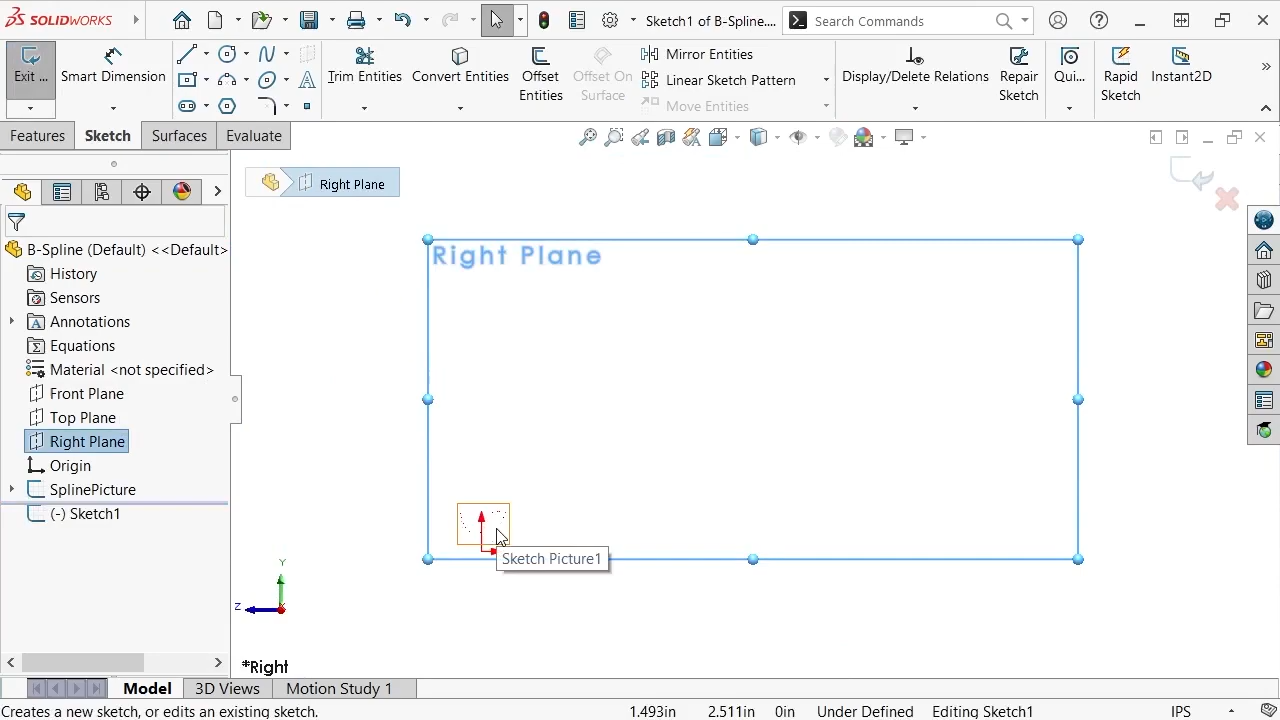 SOLIDWORKS
Sketch1 of B-Spline....
Search Commands
Exit ...
Smart Dimension
Trim Entities
Convert Entities
Offset
Entities
Offset On
Surface
Mirror Entities
Linear Sketch Pattern
Move Entities
Display/Delete Relations
Repair
Sketch
Qui...
Rapid
Sketch
Instant2D
Features
Sketch
Surfaces
Evaluate
Right Plane
B-Spline (Default) <<Default>
History
Sensors
Annotations
Equations
Material <not specified>
Front Plane
Top Plane
Right Plane
Origin
SplinePicture
(-) Sketch1
Right Plane
Sketch Picture1
Y
Z
*Right
Model
3D Views
Motion Study 1
Creates a new sketch, or edits an existing sketch.
1.493in
2.511in
0in
Under Defined
Editing Sketch1
IPS